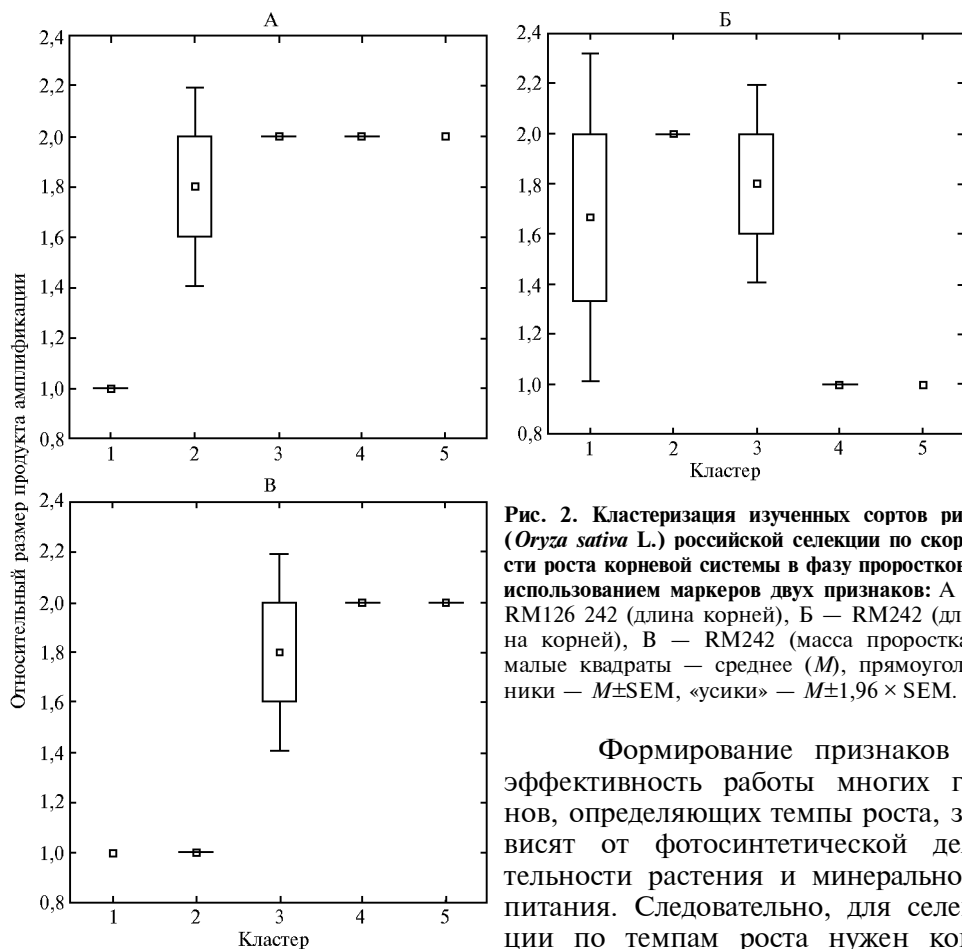 А
2,4
2,2
2,0
1,8
1,6
1,4
1,2
1,0
0,8
1 2 3 4 5
Б
2,4
2,2
2,0
1,8
1,6
1,4
1,2
1,0
0,8
1 2 3 4 5
Кластер
В
2,4
2,2
2,0
1,8
1,6
1,4
1,2
1,0
0,8
1 2 3 4 5
Кластер
Относительный размер продукта амплификации
Рис. 2. Кластеризация изученных сортов ри
(Oryza sativa L.) российской селекции по скор
сти роста корневой системы в фазу проростков
использованием маркеров двух признаков: А
RM126 242 (длина корней), Б — RM242 (дли
на корней), В — RM242 (масса проростка
малые квадраты — среднее (M), прямоугол
ники — M±SEM, «усики» — M±1,96 × SEM.
Формирование признаков
эффективность работы многих г
нов, определяющих темпы роста, з
висят от фотосинтетической де
тельности растения и минерально
питания. Следовательно, для селе
ции по темпам роста нужен кон